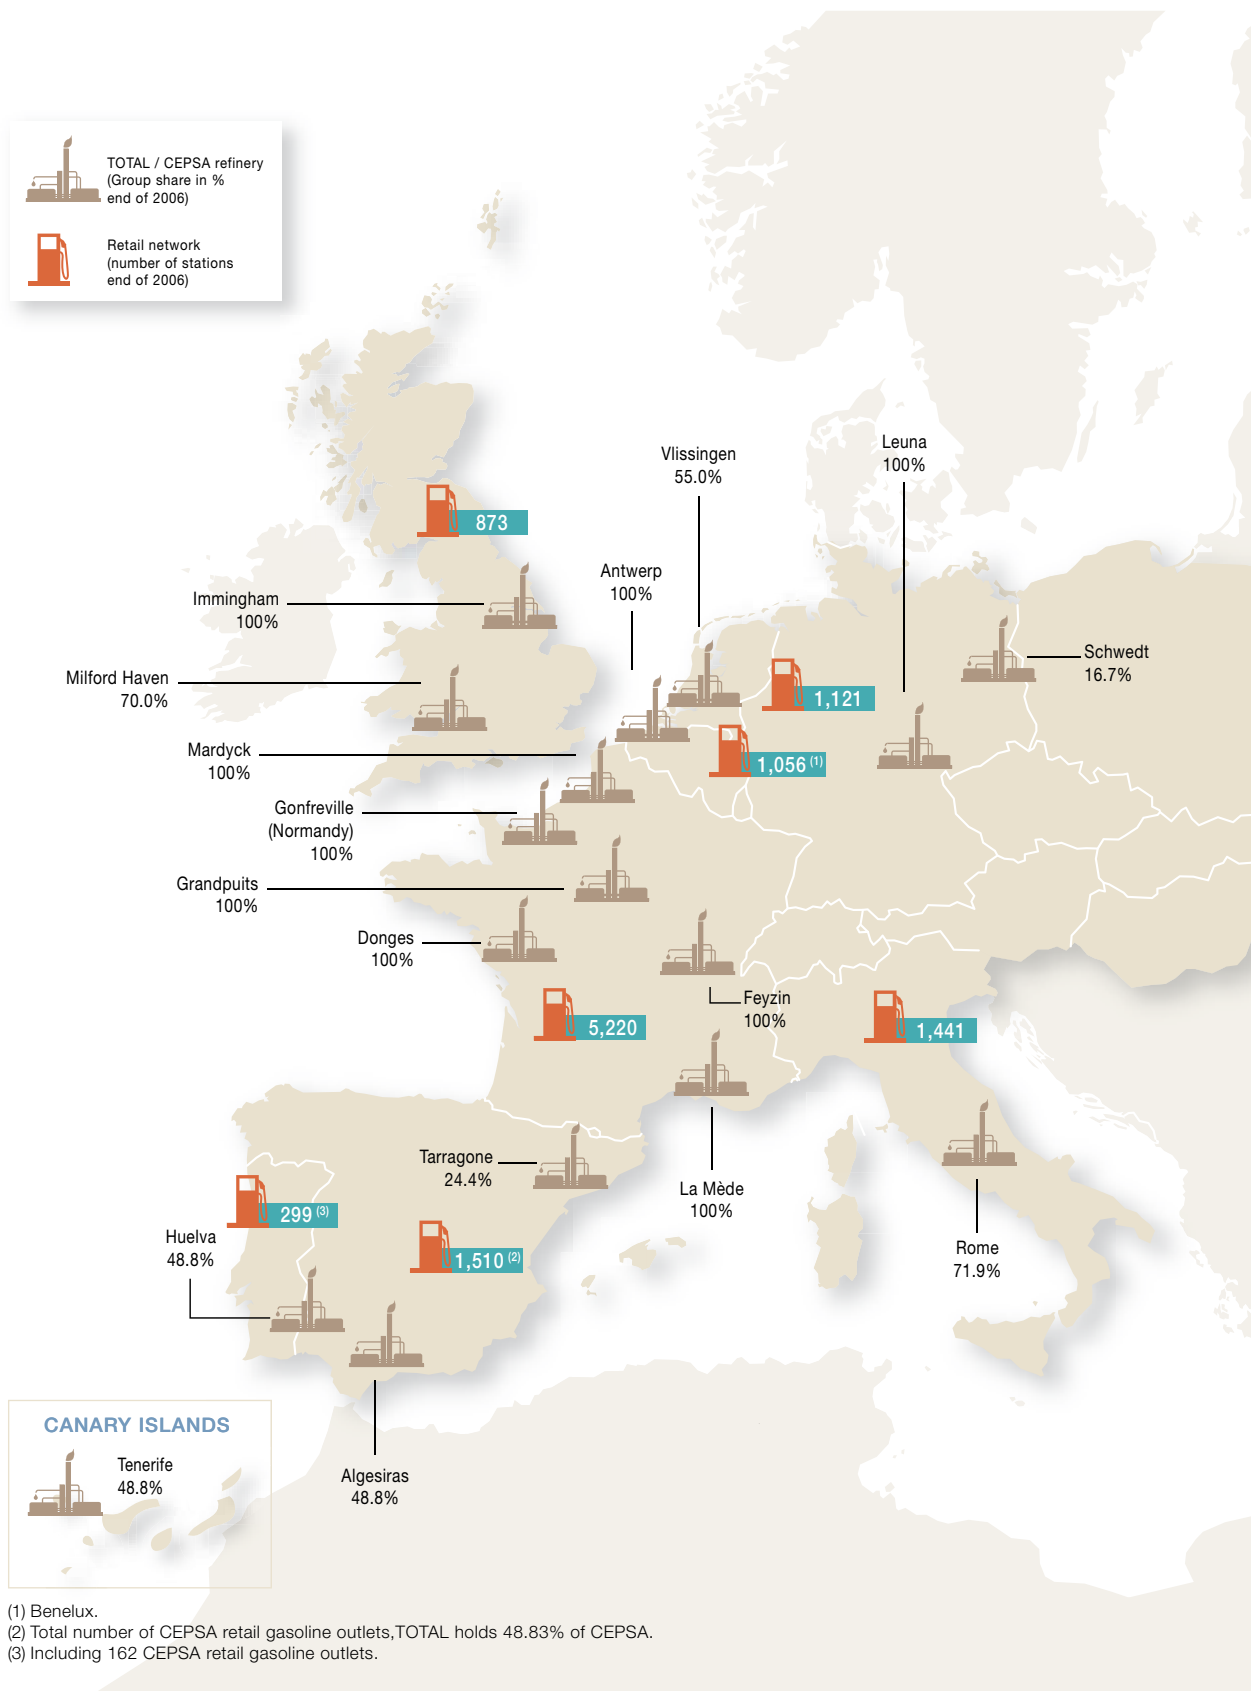 TOTAL / CEPSA refinery
(Group share in %
end of 2006)
Retail network
(number of stations
end of 2006)
Leuna
100%
Vlissingen
55.0%
873
Antwerp
100%
Immingham
100%
Schwedt
16.7%
Milford Haven
70.0%
1,121
Mardyck
100%
1,056 (1)
Gonfreville
(Normandy)
100%
Grandpuits
100%
Donges
100%
Feyzin
100%
5,220
1,441
Tarragone
24.4%
La Mède
100%
299 (3)
Huelva
48.8%
1,510 (2)
Rome
71.9%
CANARY ISLANDS
Tenerife
48.8%
Algesiras
48.8%
(1) Benelux.
(2) Total number of CEPSA retail gasoline outlets,TOTAL holds 48.83% of CEPSA.
(3) Including 162 CEPSA retail gasoline outlets.